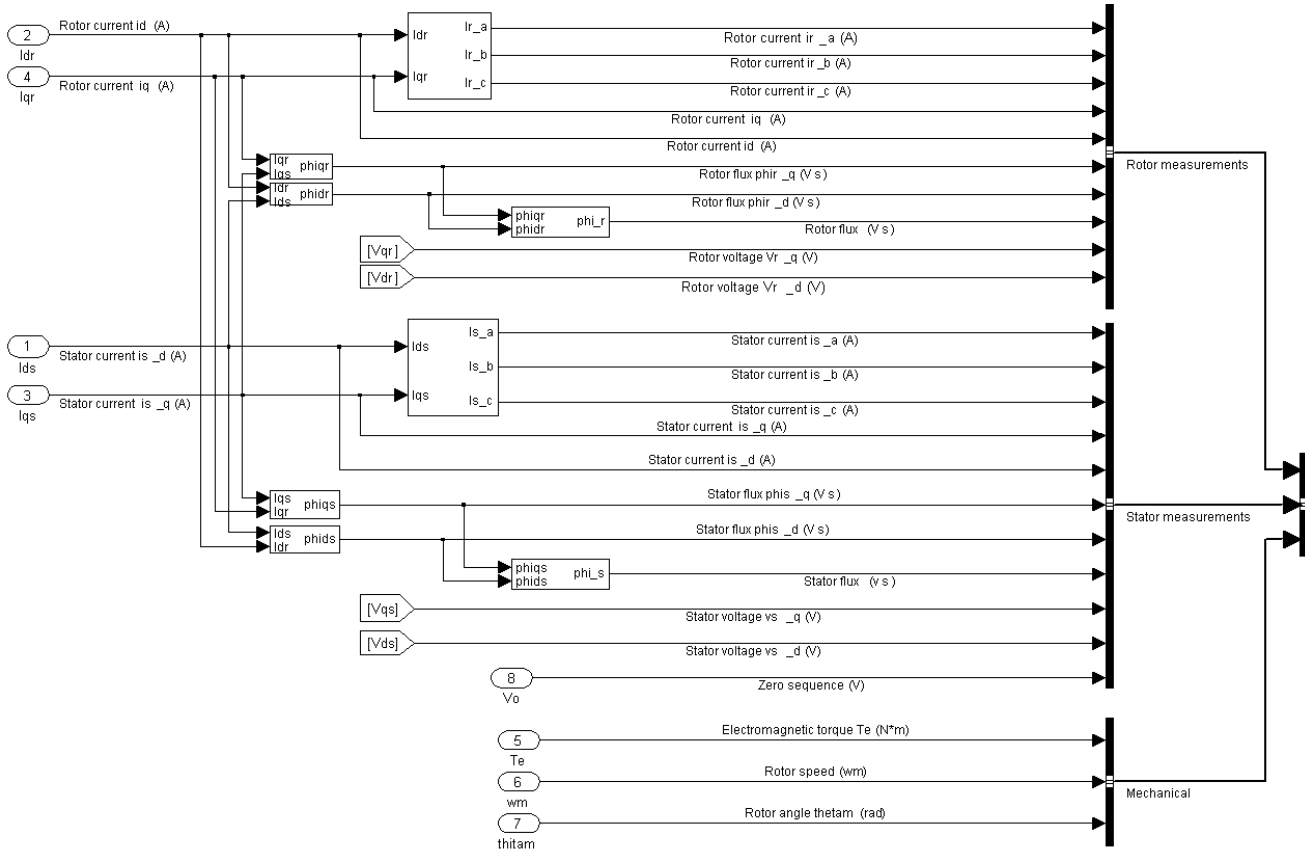 Rotor current id (A)
2
Idr
4
Iqr
Rotor current iq (A)
Idr
Iqr
Ir_a
Ir_b
Ir_c
Rotor current ir _a (A)
Rotor current ir _b (A)
Rotor current ir _c (A)
Rotor current iq (A)
Rotor current id (A)
Iqr
Iqs
phiqr
Idr
Ids
phidr
Rotor flux phir _q (V s)
Rotor flux phir _d (V s)
phiqr
phidr
phi_r
Rotor flux (V s)
[Vqr]
Rotor voltage Vr _q (V)
[Vdr]
Rotor voltage Vr _d (V)
Rotor measurements
1
Ids
Stator current is _d (A)
3
Iqs
Stator current is _q (A)
Ids
Iqs
Is_a
Is_b
Is_c
Stator current is _a (A)
Stator current is _b (A)
Stator current is _c (A)
Stator current is _q (A)
Stator current is _d (A)
Iqs
Iqr
phiqs
Ids
Idr
phids
Stator flux phis _q (V s)
Stator flux phis _d (V s)
phiqs
phids
phi_s
Stator flux (v s)
[Vqs]
Stator voltage vs _q (V)
[Vds]
Stator voltage vs _d (V)
8
Vo
Zero sequence (V)
Stator measurements
5
Te
Electromagnetic torque Te (N*m)
6
wm
Rotor speed (wm)
7
thitam
Rotor angle thetam (rad)
Mechanical